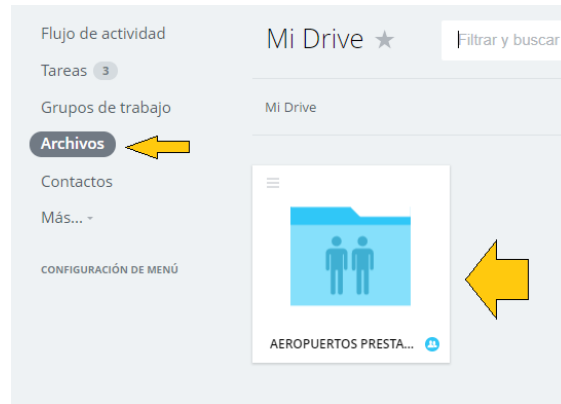 Flujo de actividad
Tareas 3
Grupos de trabajo
Archivos
Contactos
Más...
CONFIGURACIÓN DE MENÚ
Mi Drive
Filtrar y buscar
Mi Drive
AEROPUERTOS PRESTA...